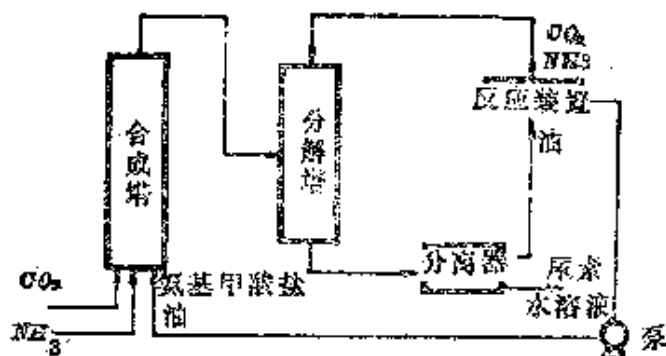 CO₂
NH3
反应装置
油
合成塔
分解塔
分离器
尿素
水溶液
CO₂
NH3
氨基甲酸盐
油
泵